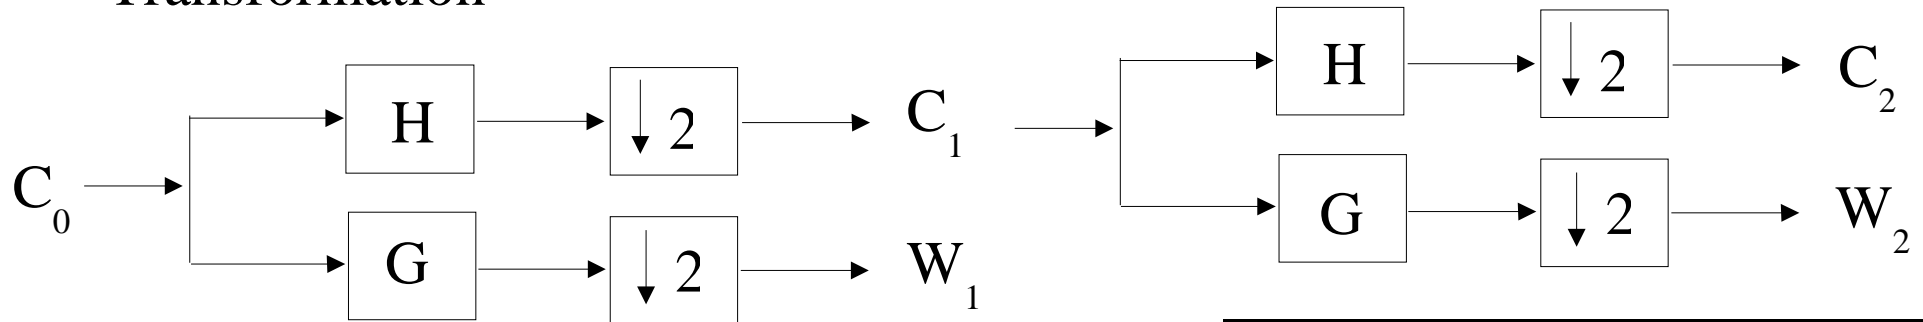 Transformation
H
↓ 2
C2
H
↓ 2
C1
C0
G
↓ 2
W2
G
↓ 2
W1